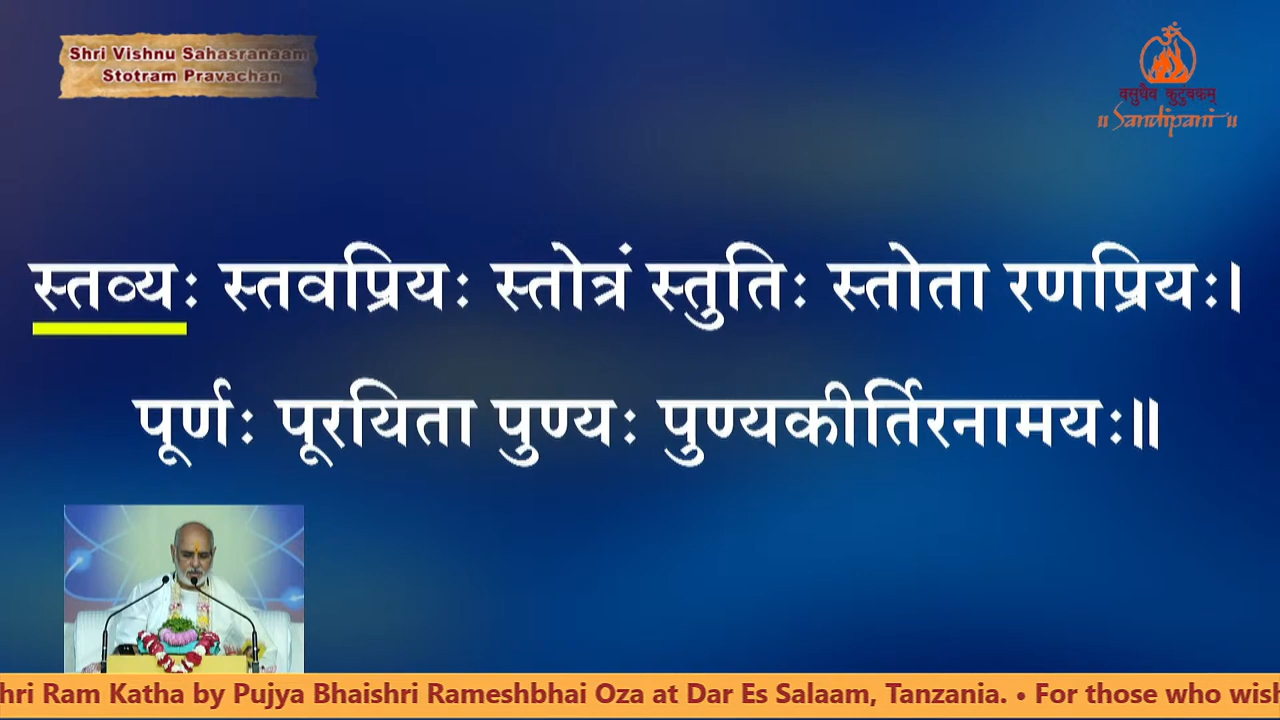 Shri Vishnu Sahasranaam
Stotram Pravachan
वसुधैव कुटुंबकम्
॥ Sandipani ॥
स्तव्यः स्तवप्रियः स्तोत्रं स्तुतिः स्तोता रणप्रियः।
पूर्णः पूरयिता पुण्यः पुण्यकीर्तिरनामयः॥
hri Ram Katha by Pujya Bhaishri Rameshbhai Oza at Dar Es Salaam, Tanzania. • For those who wis